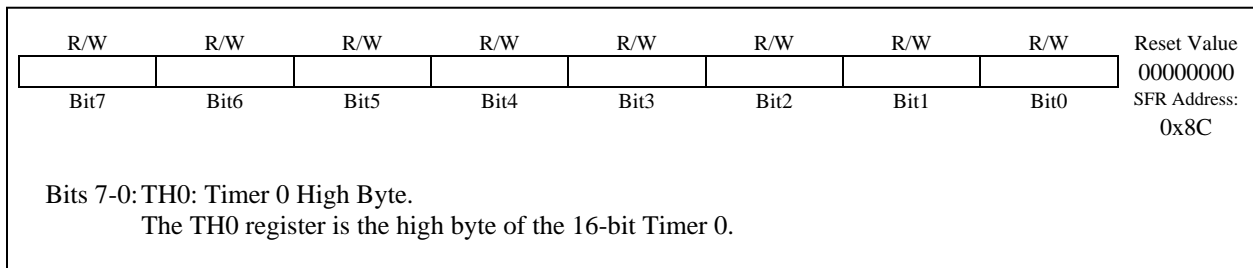 R/W R/W R/W R/W R/W R/W R/W R/W Reset Value
00000000
Bit7 Bit6 Bit5 Bit4 Bit3 Bit2 Bit1 Bit0 SFR Address:
0x8C
Bits 7-0: TH0: Timer 0 High Byte.
The TH0 register is the high byte of the 16-bit Timer 0.